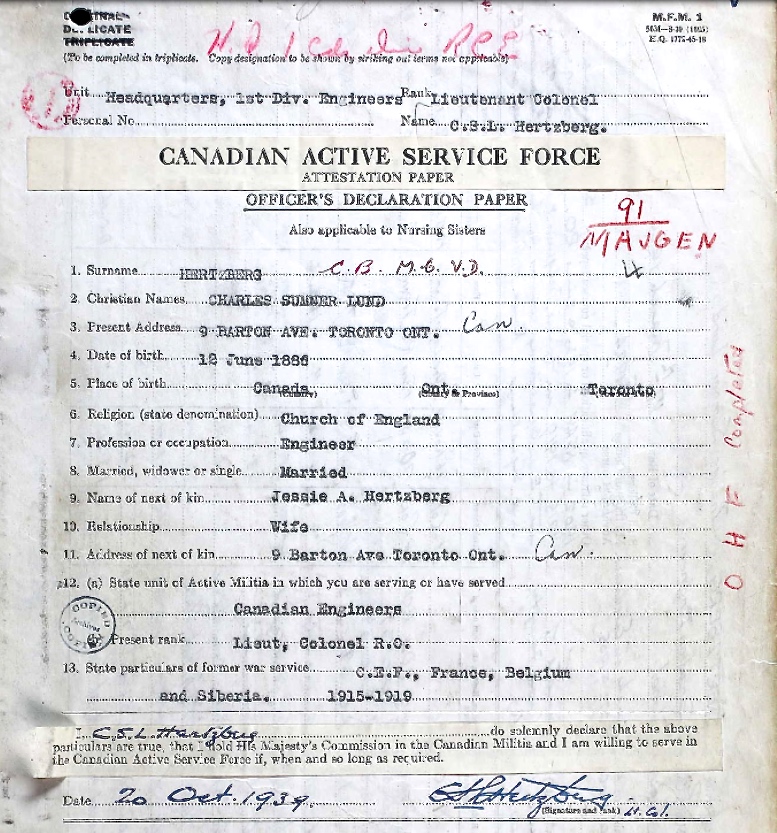 DUPLICATE
TRIPLICATE
M.F.M. 1
(To be completed in triplicate. Copy designation to be shown by striking out terms not applicable)
Unit Headquarters, 1st Div. Engineers Rank Lieutenant Colonel
Personal No. Name C.S.L. Hertzberg.
CANADIAN ACTIVE SERVICE FORCE
ATTESTATION PAPER
OFFICER'S DECLARATION PAPER
Also applicable to Nursing Sisters
91
MAJGEN
1. Surname HERTZBERG C.B. M.C. V.D.
2. Christian Names CHARLES SUMNER LUND
3. Present Address 9 BARTON AVE. TORONTO ONT. Can.
4. Date of birth 12 June 1886
5. Place of birth Canada Ont. Toronto
6. Religion (state denomination) Church of England
7. Profession or occupation Engineer
8. Married, widower or single Married
9. Name of next of kin Jessie A. Hertzberg
10. Relationship Wife
11. Address of next of kin 9 Barton Ave Toronto Ont. Can.
12. (a) State unit of Active Militia in which you are serving or have served
Canadian Engineers
(b) Present rank Lieut, Colonel R.O.
13. State particulars of former war service C.E.F., France, Belgium
and Siberia. 1915-1919
I C.S.L. Hertzberg do solemnly declare that the above
particulars are true, that I hold His Majesty's Commission in the Canadian Militia and I am willing to serve in
the Canadian Active Service Force if, when and so long as required.
Date 20 Oct. 1939. CSL Hertzberg
(Signature and Rank) Lt. Col.
COPIED
OHF Completed